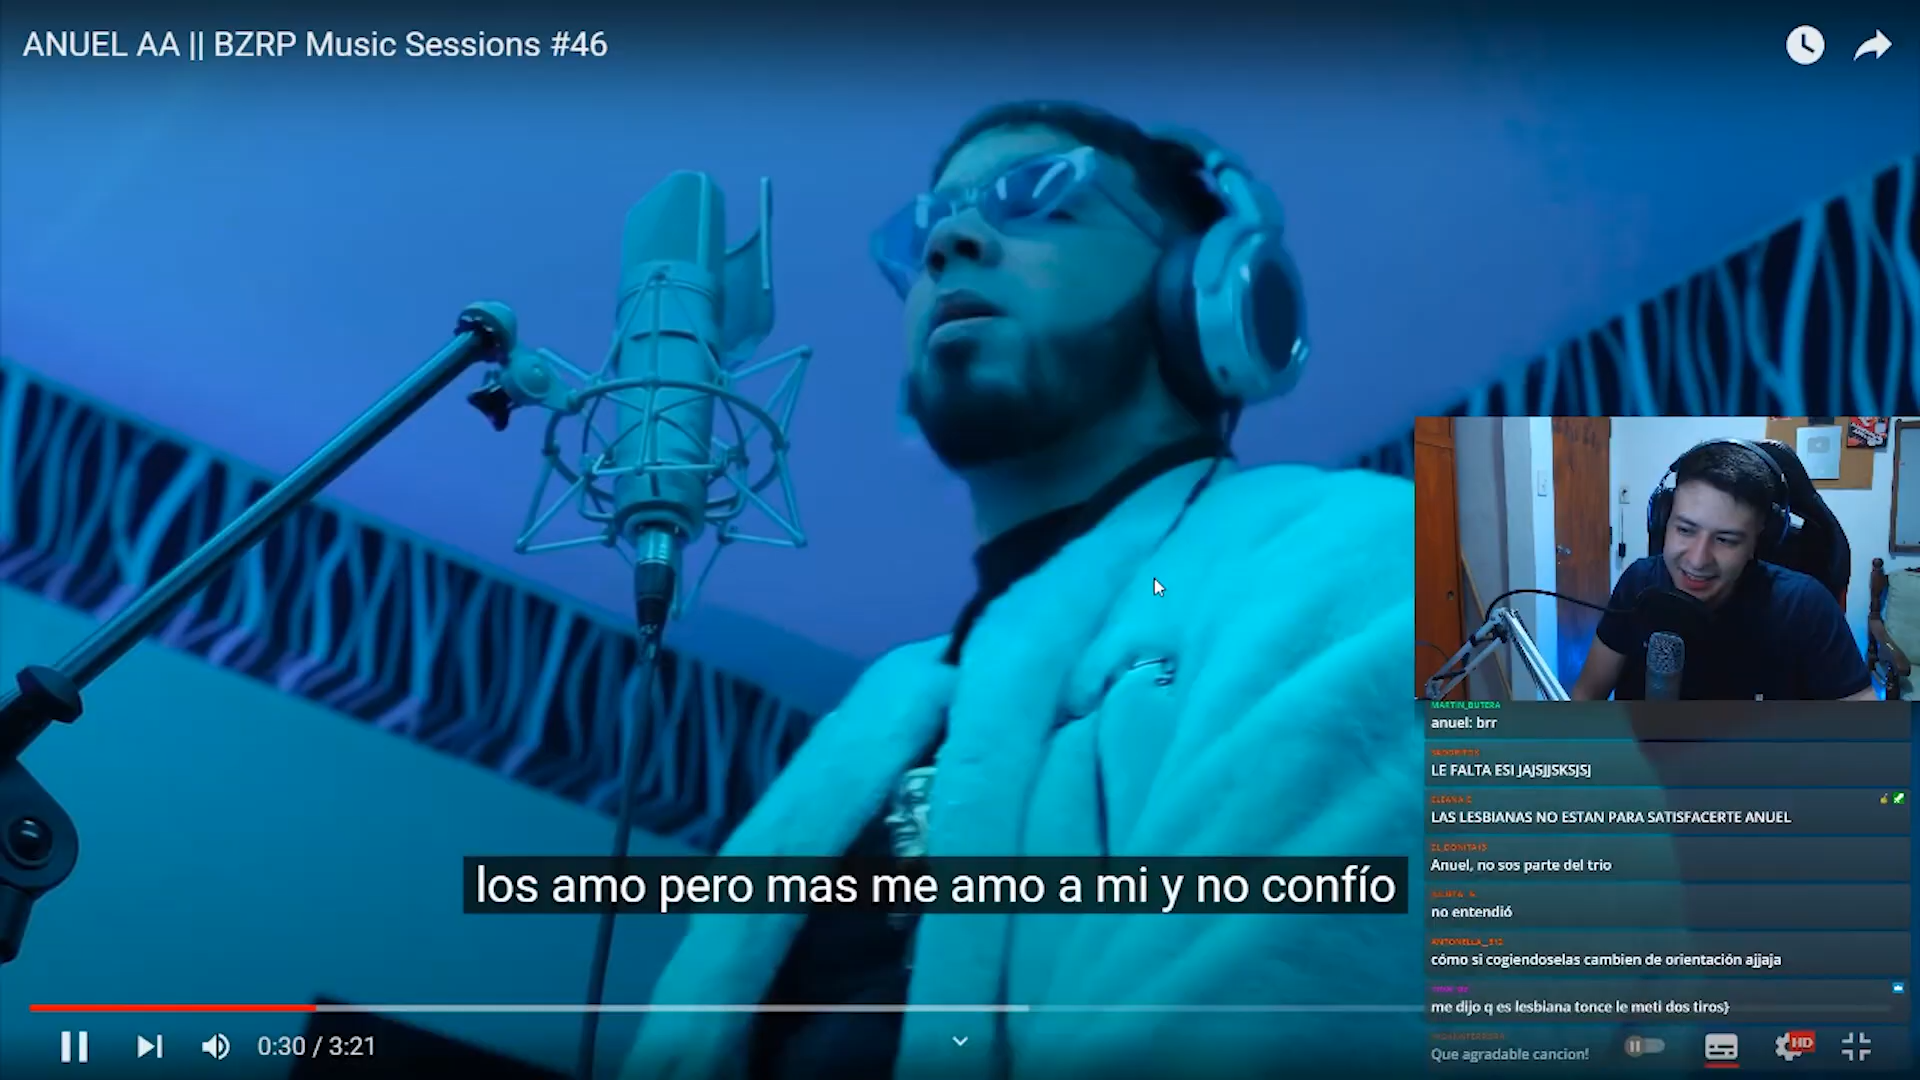 ANUEL AA || BZRP Music Sessions #46
los amo pero mas me amo a mi y no confío
MARTIN_BUTERA
anuel: brr
LE FALTA ESI JAJSJJSKSJSJ
LAS LESBIANAS NO ESTAN PARA SATISFACERTE ANUEL
Anuel, no sos parte del trio
no entendió
cómo si cogiendoselas cambien de orientación ajjaja
me dijo q es lesbiana tonce le meti dos tiros}
Que agradable cancion!
0:30 / 3:21
HD